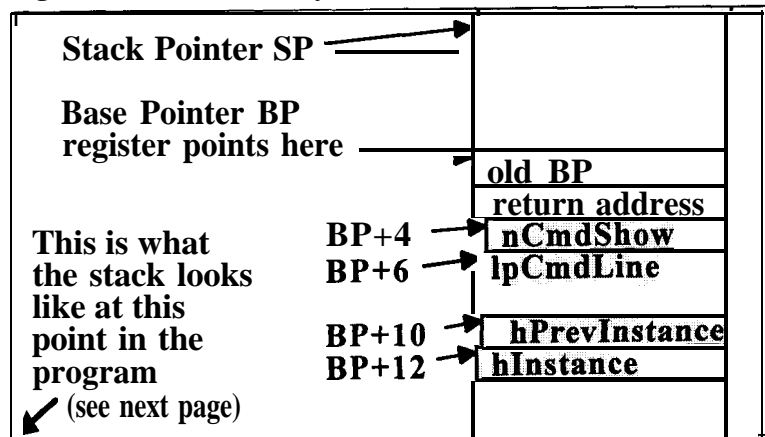 Stack Pointer SP
Base Pointer BP
register points here
old BP
return address
BP+4 nCmdShow
BP+6 lpCmdLine
This is what
the stack looks
like at this
point in the
program
(see next page)
BP+10 hPrevInstance
BP+12 hInstance